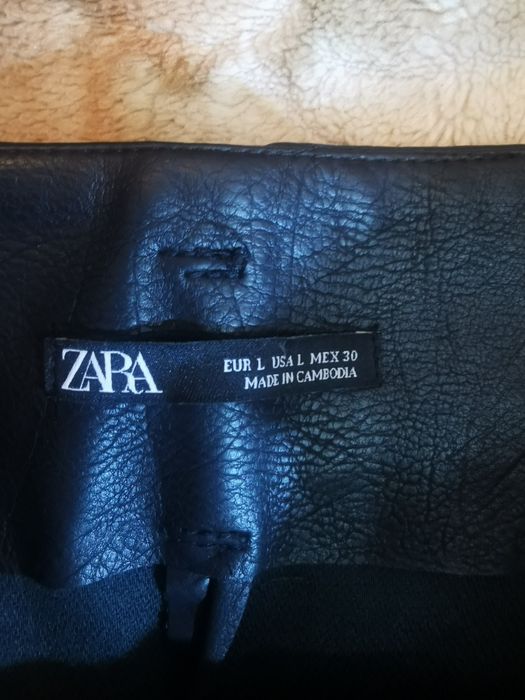 ZARA
EUR L USA L MEX 30
MADE IN CAMBODIA